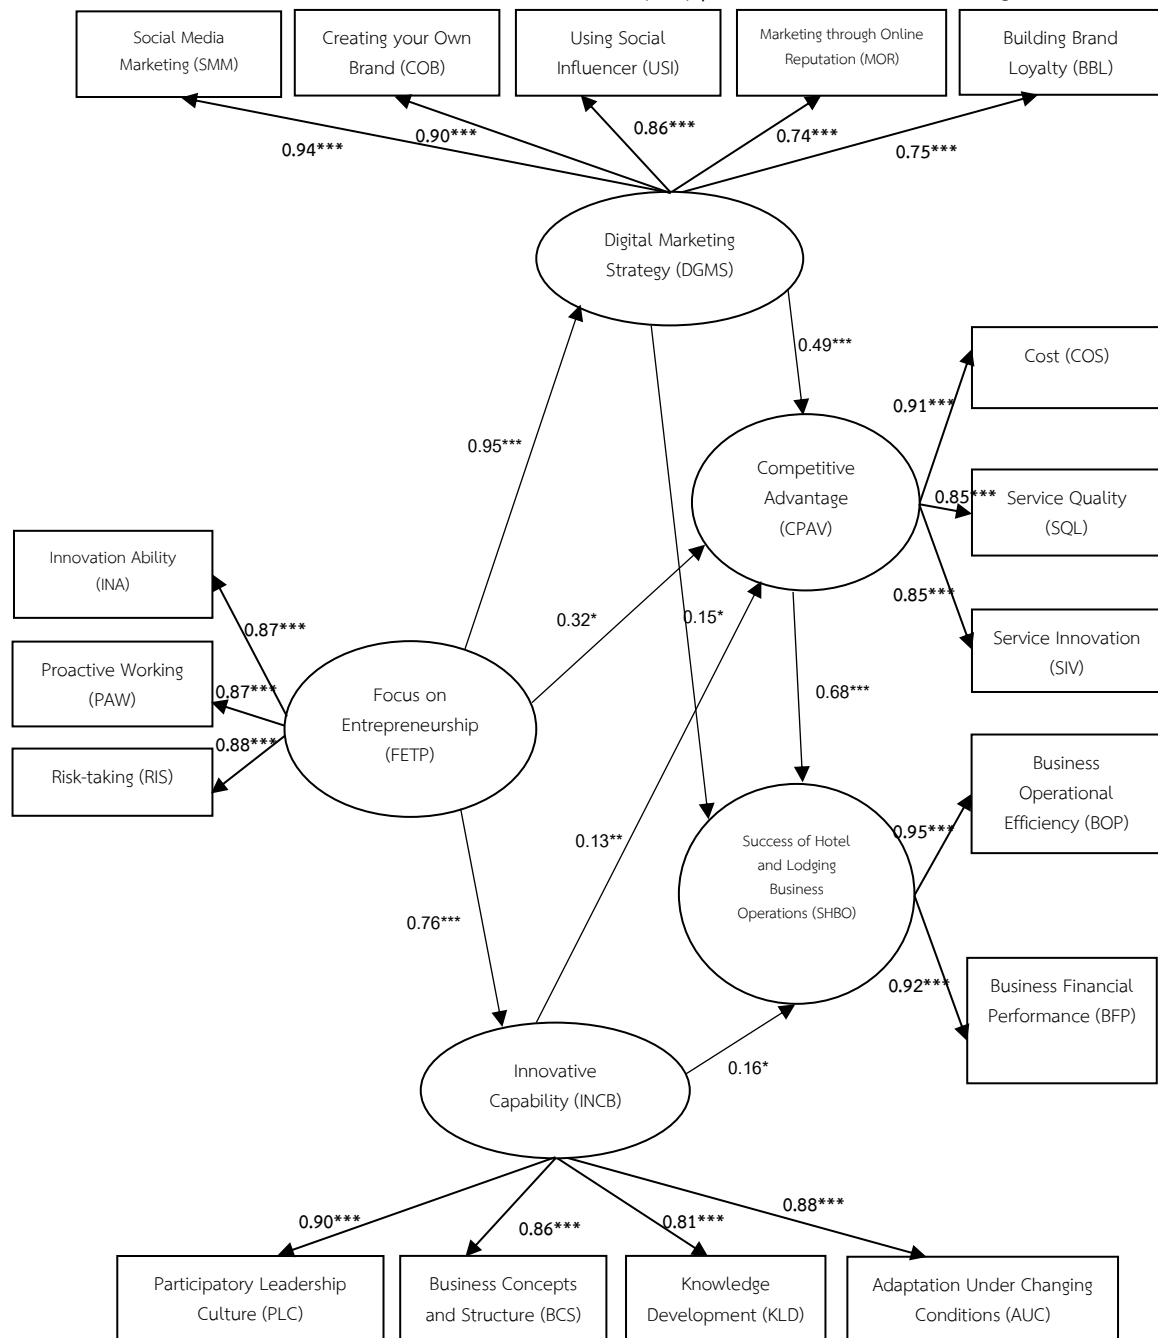 Social Media
Marketing (SMM)
Creating your Own
Brand (COB)
Using Social
Influencer (USI)
Marketing through Online
Reputation (MOR)
Building Brand
Loyalty (BBL)
0.94***
0.90***
0.86***
0.74***
0.75***
Digital Marketing
Strategy (DGMS)
0.49***
Cost (COS)
0.91***
0.95***
Competitive
Advantage
(CPAV)
0.85***
Service Quality
(SQL)
0.85***
Service Innovation
(SIV)
Innovation Ability
(INA)
0.87***
0.32*
0.15*
Proactive Working
(PAW)
0.87***
Risk-taking (RIS)
0.88***
Focus on
Entrepreneurship
(FETP)
0.68***
Business
Operational
Efficiency (BOP)
0.95***
0.13**
Success of Hotel
and Lodging
Business
Operations (SHBO)
0.76***
0.92***
Business Financial
Performance (BFP)
Innovative
Capability (INCB)
0.16*
0.90***
0.86***
0.81***
0.88***
Participatory Leadership
Culture (PLC)
Business Concepts
and Structure (BCS)
Knowledge
Development (KLD)
Adaptation Under Changing
Conditions (AUC)